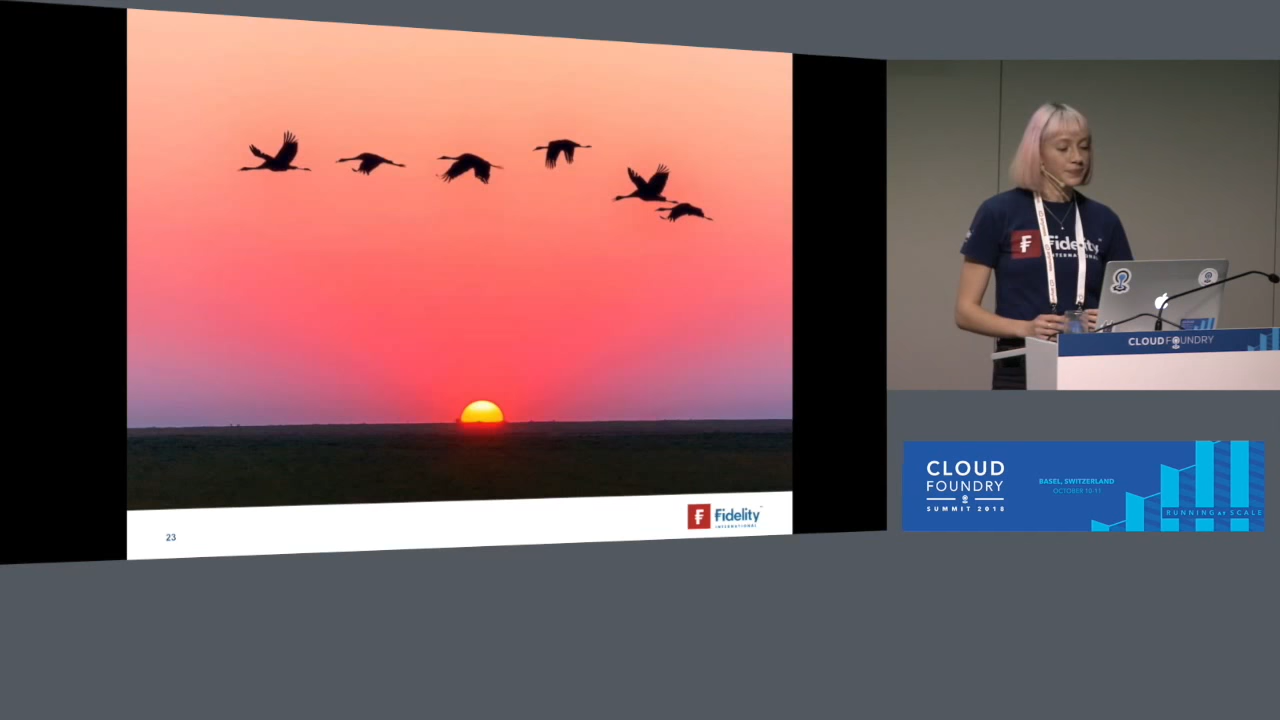 23
Fidelity
INTERNATIONAL
Fidelity
INTERNATIONAL
CLOUD FOUNDRY
CLOUD
FOUNDRY
SUMMIT 2018
BASEL, SWITZERLAND
OCTOBER 10-11
RUNNING AT SCALE